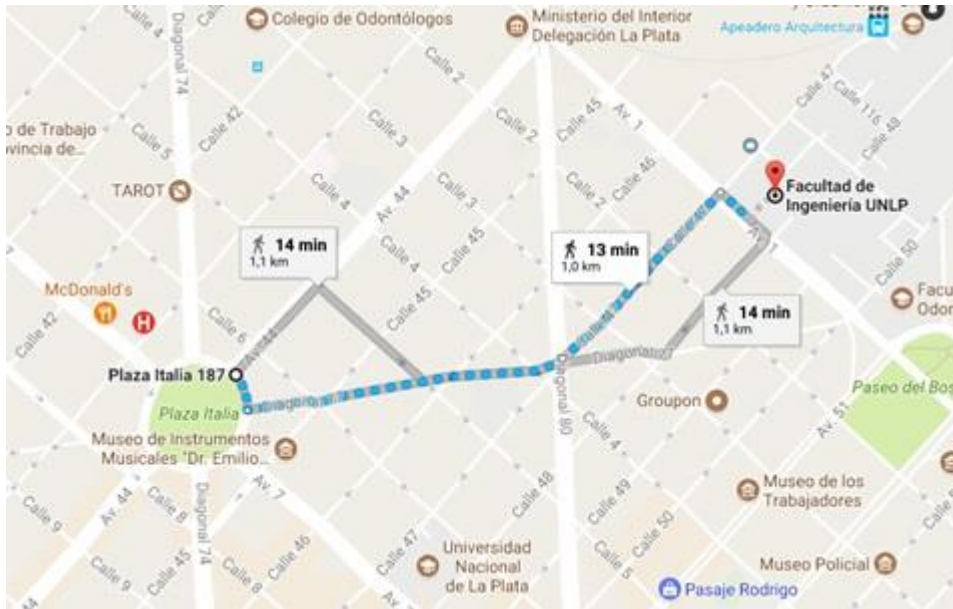 Colegio de Odontólogos
Ministerio del Interior
Delegación La Plata
Apeadero Arquitectura
Calle 4
Diagonal 74
Calle 2
Calle 42
Calle 3
Calle 5
Calle 2
Calle 45
Av. 1
Calle 47
Calle 116
Calle 49
o de Trabajo
ovincia de...
TAROT
Calle 4
Av. 44
Calle 3
Calle 46
Calle 2
Facultad de
Ingeniería UNLP
Av. 1
Calle 50
14 min
1,1 km
13 min
1,0 km
14 min
1,1 km
Calle 4
Calle 45
Calle 45
McDonald's
H
Calle 42
Calle 6
Av. 44
Facu
Odon
Plaza Italia 187
Plaza Italia
Diagonal
Diagonal 80
Groupon
Paseo del Bos
Av. 51
Museo de Instrumentos
Musicales "Dr. Emilio...
Calle 4
Av. 44
Calle 9
Calle 8
Diagonal 74
Av. 7
Calle 48
Calle 49
Museo de los
Trabajadores
Calle 50
Calle 9
Calle 45
Calle 46
Calle 8
Calle 47
Universidad
Nacional
de La Plata
Calle 5
Museo Policial
Pasaje Rodrigo